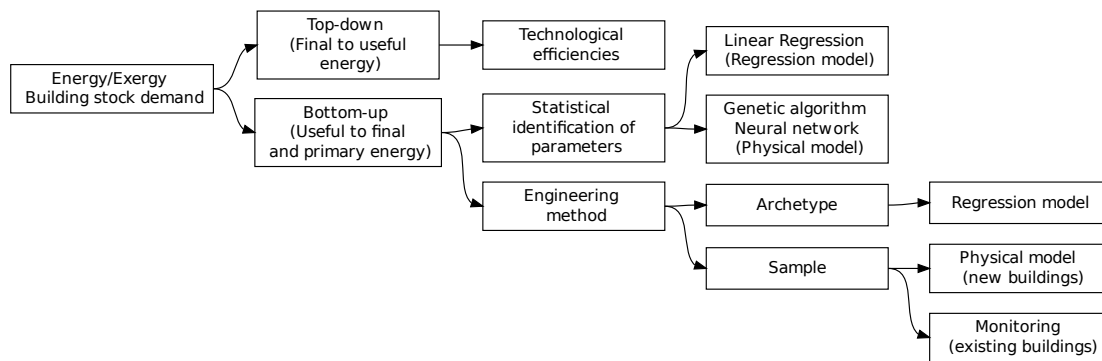 Energy/Exergy
Building stock demand
Top-down
(Final to useful
energy)
Bottom-up
(Useful to final
and primary energy)
Technological
efficiencies
Statistical
identification of
parameters
Engineering
method
Linear Regression
(Regression model)
Genetic algorithm
Neural network
(Physical model)
Archetype
Sample
Regression model
Physical model
(new buildings)
Monitoring
(existing buildings)